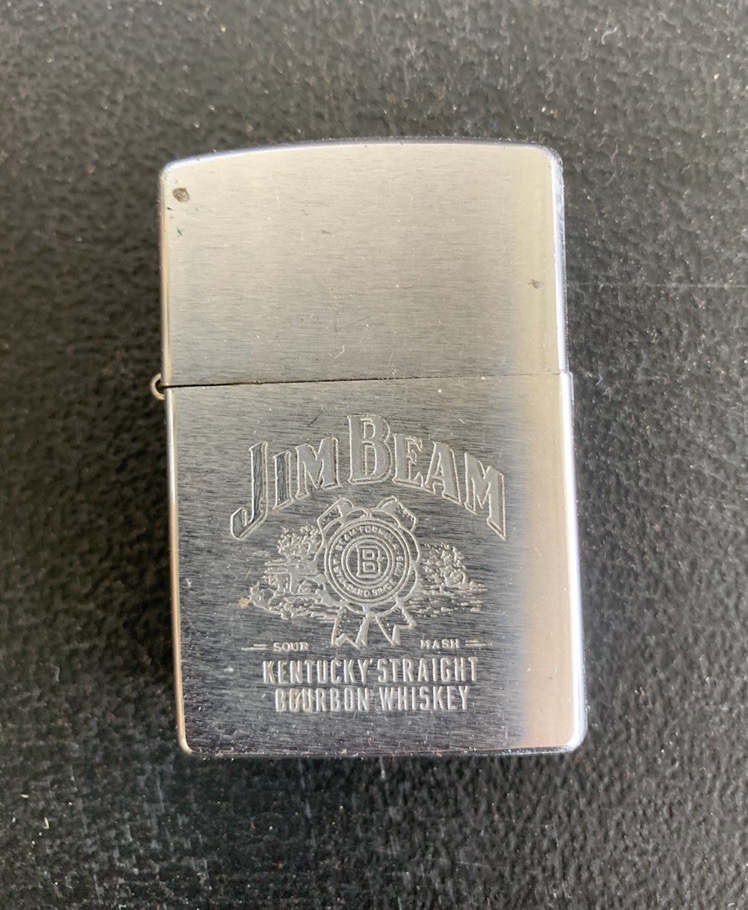 JIM BEAM
B
SOUR MASH
KENTUCKY STRAIGHT
BOURBON WHISKEY